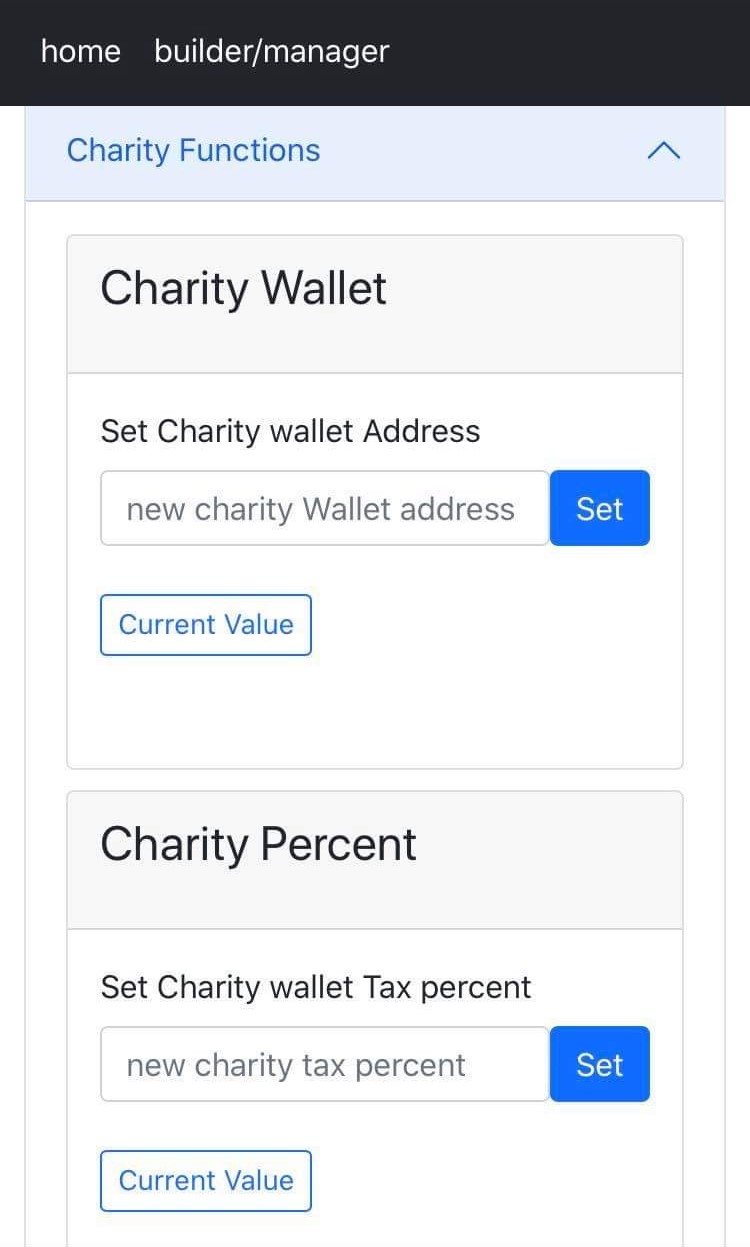 home builder/manager
Charity Functions
Charity Wallet
Set Charity wallet Address
new charity Wallet address Set
Current Value
Charity Percent
Set Charity wallet Tax percent
new charity tax percent Set
Current Value